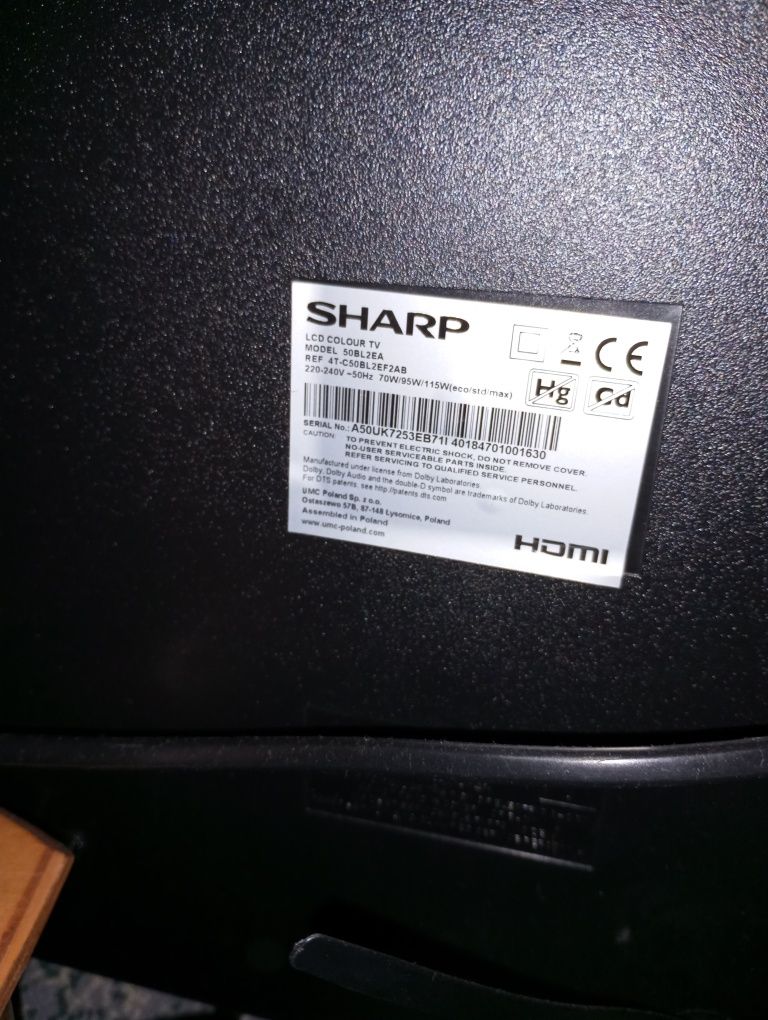 SHARP
LCD COLOUR TV
MODEL 50BL2EA
REF 4T-C50BL2EF2AB
220-240V ~50Hz 70W/95W/115W(eco/std/max)
CE
Hg
Cd
SERIAL No.: A50UK7253EB71I 40184701001630
CAUTION: TO PREVENT ELECTRIC SHOCK, DO NOT REMOVE COVER.
NO-USER SERVICEABLE PARTS INSIDE.
REFER SERVICING TO QUALIFIED SERVICE PERSONNEL.
Manufactured under license from Dolby Laboratories.
Dolby, Dolby Audio and the double-D symbol are trademarks of Dolby Laboratories.
For DTS patents, see http://patents.dts.com
UMC Poland Sp. z o.o.
Ostaszewo 57B, 87-148 Lysomice, Poland
Assembled in Poland
www.umc-poland.com
HDMI